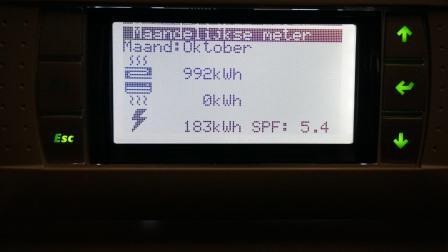 Maandelijkse meter
Maand:Oktober
992kWh
0kWh
183kWh SPF: 5.4
Esc